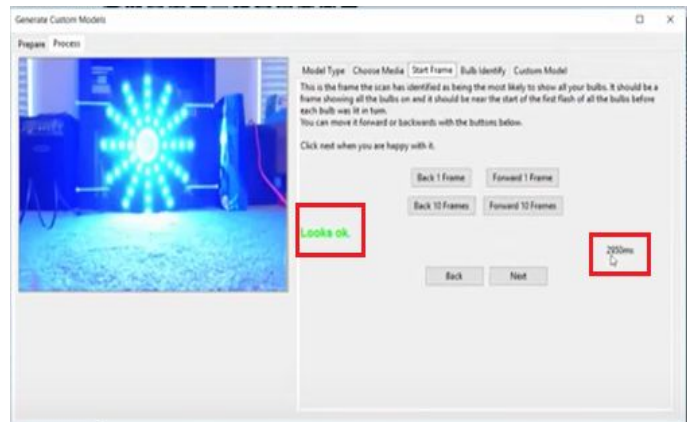 Generate Custom Models
Prepare Process
Model Type Choose Media Start Frame Bulb Identify Custom Model
This is the frame the scan has identified as being the most likely to show all your bulbs. It should be a
frame showing all the bulbs on and it should be near the start of the first flash of all the bulbs before
each bulb was lit in turn.
You can move it forward or backwards with the buttons below.
Click next when you are happy with it.
Back 1 Frame Forward 1 Frame
Back 10 Frames Forward 10 Frames
Looks ok.
2950ms
Back Next